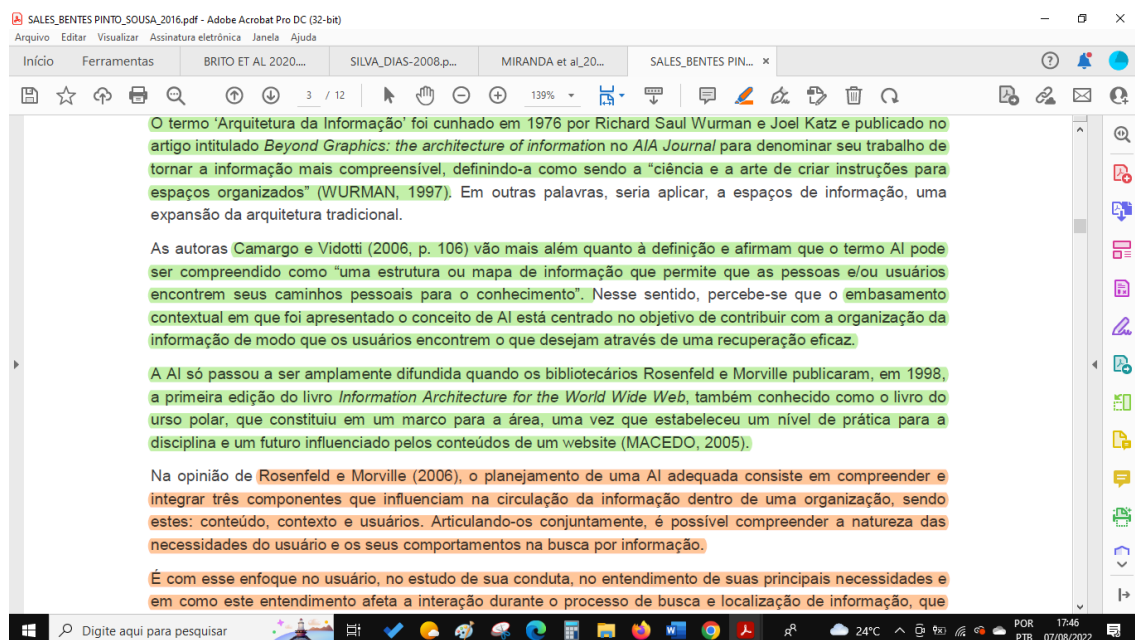 SALES_BENTES PINTO_SOUSA_2016.pdf - Adobe Acrobat Pro DC (32-bit)
Arquivo Editar Visualizar Assinatura eletrônica Janela Ajuda
Início Ferramentas BRITO ET AL 2020.... SILVA_DIAS-2008.p... MIRANDA et al_20... SALES_BENTES PIN... ×
3 / 12 139%
O termo ‘Arquitetura da Informação’ foi cunhado em 1976 por Richard Saul Wurman e Joel Katz e publicado no
artigo intitulado Beyond Graphics: the architecture of information no AIA Journal para denominar seu trabalho de
tornar a informação mais compreensível, definindo-a como sendo a “ciência e a arte de criar instruções para
espaços organizados” (WURMAN, 1997). Em outras palavras, seria aplicar, a espaços de informação, uma
expansão da arquitetura tradicional.
As autoras Camargo e Vidotti (2006, p. 106) vão mais além quanto à definição e afirmam que o termo AI pode
ser compreendido como “uma estrutura ou mapa de informação que permite que as pessoas e/ou usuários
encontrem seus caminhos pessoais para o conhecimento”. Nesse sentido, percebe-se que o embasamento
contextual em que foi apresentado o conceito de AI está centrado no objetivo de contribuir com a organização da
informação de modo que os usuários encontrem o que desejam através de uma recuperação eficaz.
A AI só passou a ser amplamente difundida quando os bibliotecários Rosenfeld e Morville publicaram, em 1998,
a primeira edição do livro Information Architecture for the World Wide Web, também conhecido como o livro do
urso polar, que constituiu em um marco para a área, uma vez que estabeleceu um nível de prática para a
disciplina e um futuro influenciado pelos conteúdos de um website (MACEDO, 2005).
Na opinião de Rosenfeld e Morville (2006), o planejamento de uma AI adequada consiste em compreender e
integrar três componentes que influenciam na circulação da informação dentro de uma organização, sendo
estes: conteúdo, contexto e usuários. Articulando-os conjuntamente, é possível compreender a natureza das
necessidades do usuário e os seus comportamentos na busca por informação.
É com esse enfoque no usuário, no estudo de sua conduta, no entendimento de suas principais necessidades e
em como este entendimento afeta a interação durante o processo de busca e localização de informação, que
Digite aqui para pesquisar 24°C POR 17:46
PTB 07/08/2022